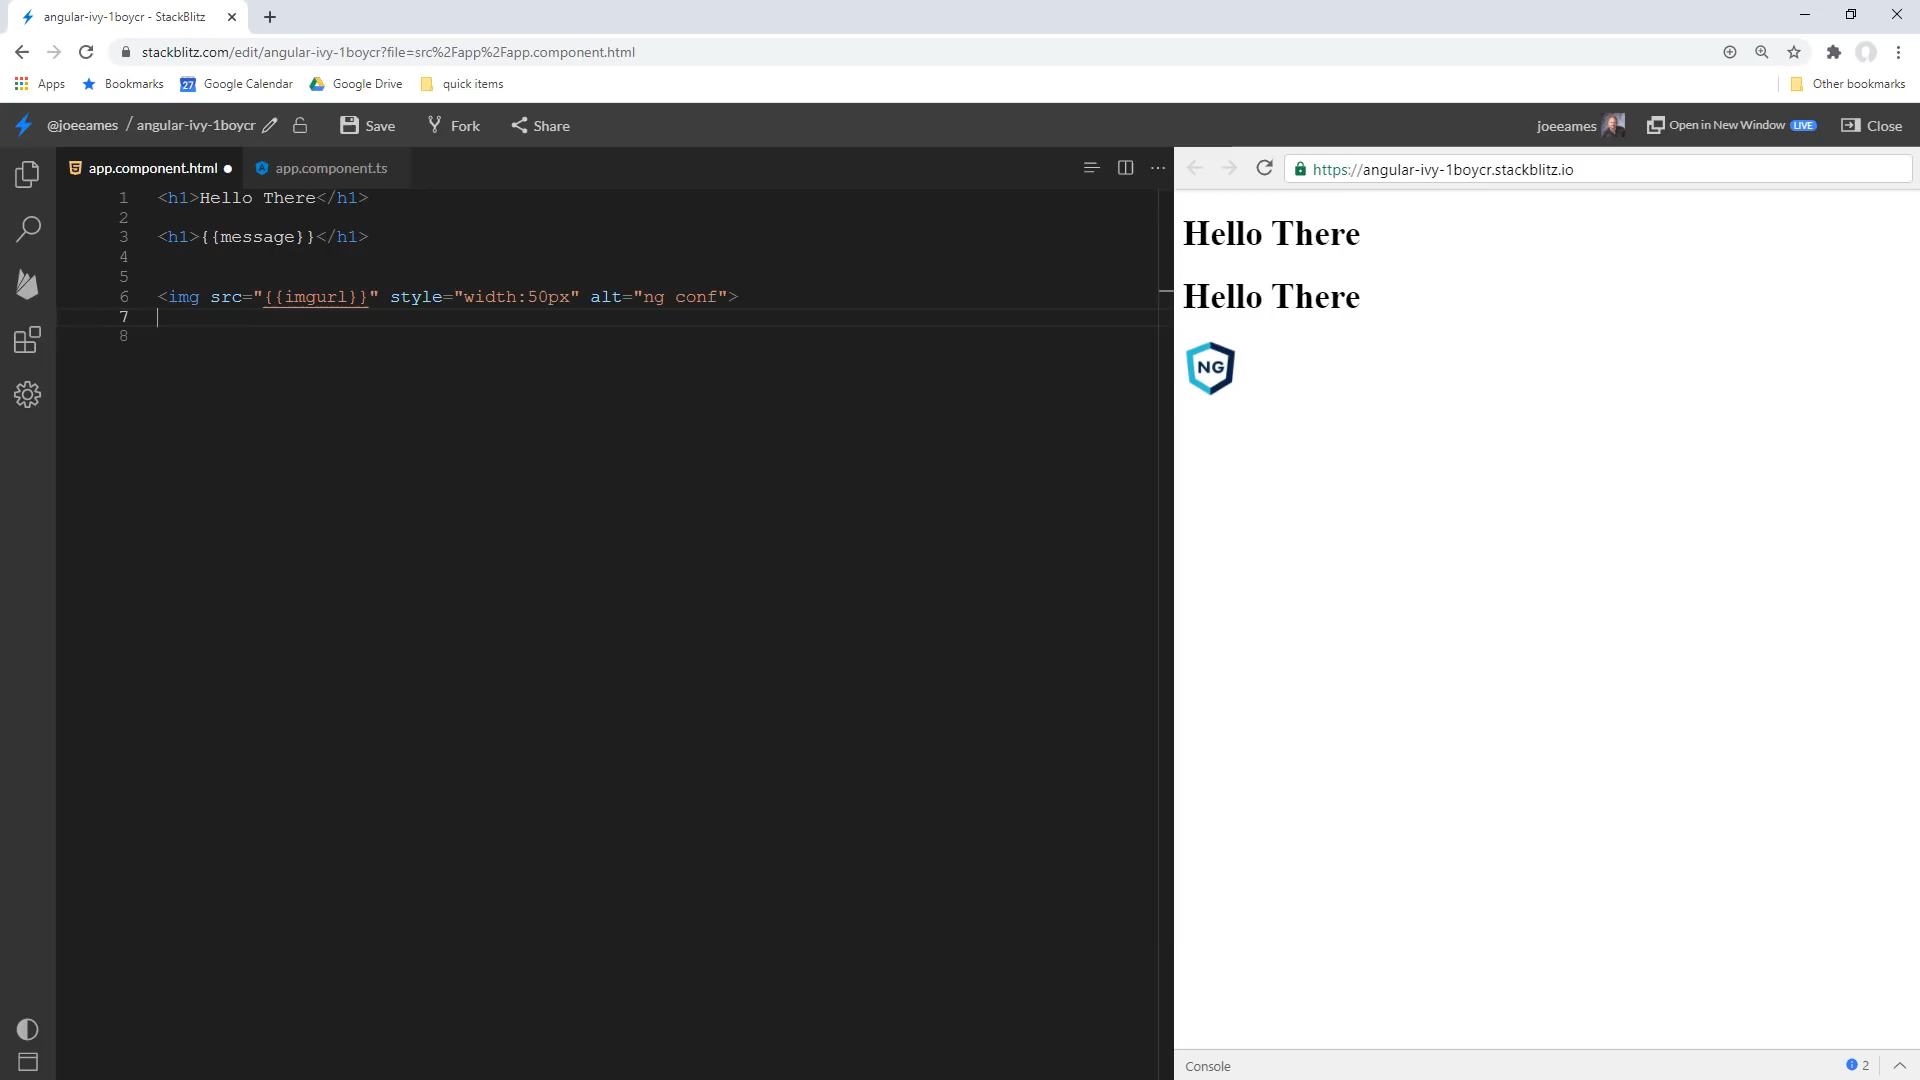 angular-ivy-1boycr - StackBlitz
stackblitz.com/edit/angular-ivy-1boycr?file=src%2Fapp%2Fapp.component.html
Apps Bookmarks 27 Google Calendar Google Drive quick items Other bookmarks
@joeeames / angular-ivy-1boycr Save Fork Share joeeames Open in New Window LIVE Close
app.component.html app.component.ts
https://angular-ivy-1boycr.stackblitz.io
1 <h1>Hello There</h1>
2
3 <h1>{{message}}</h1>
4
5
6 <img src="{{imgurl}}" style="width:50px" alt="ng conf">
7
8
Hello There
Hello There
NG
Console 2